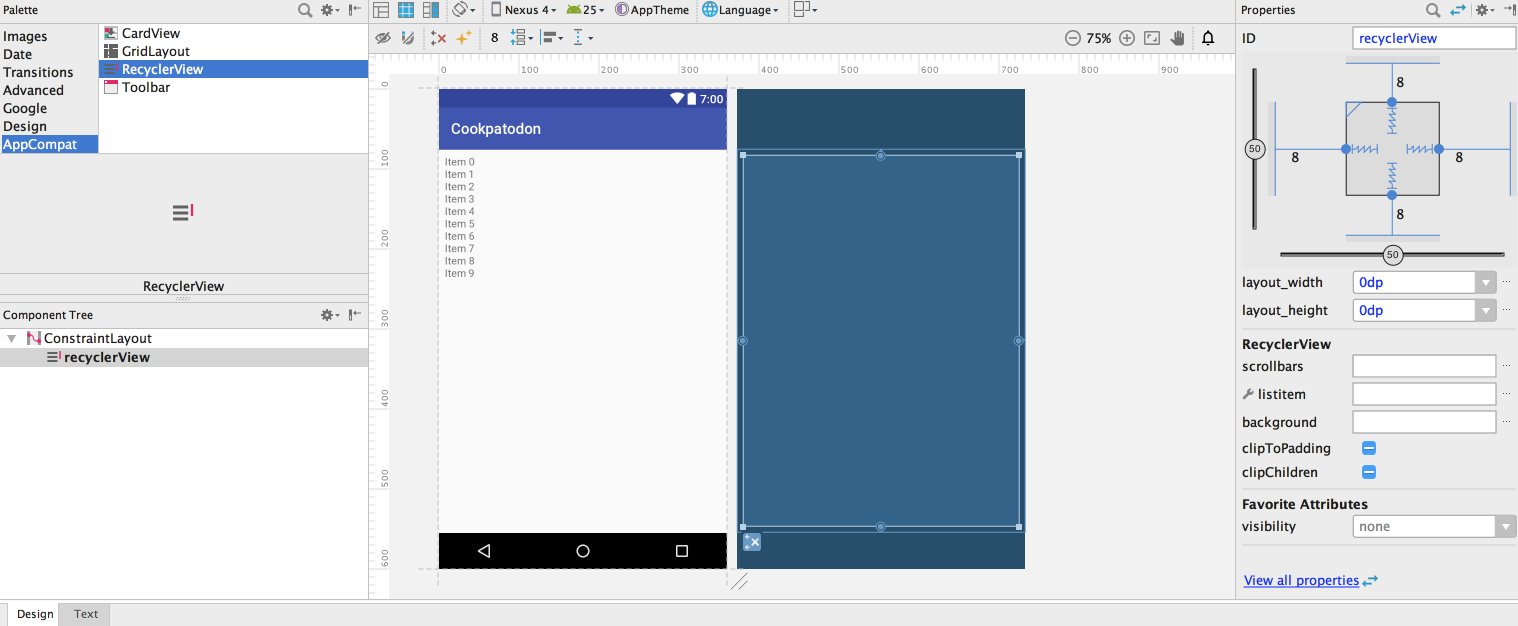 Palette
Nexus 4
25
AppTheme
Language
Properties
Images
Date
Transitions
Advanced
Google
Design
AppCompat
CardView
GridLayout
RecyclerView
Toolbar
8
75%
ID
recyclerView
0
100
200
300
400
500
600
700
800
900
0
100
200
300
400
500
600
7:00
Cookpatodon
Item 0
Item 1
Item 2
Item 3
Item 4
Item 5
Item 6
Item 7
Item 8
Item 9
8
50
8
8
8
50
RecyclerView
Component Tree
ConstraintLayout
recyclerView
layout_width
0dp
layout_height
0dp
RecyclerView
scrollbars
listitem
background
clipToPadding
clipChildren
Favorite Attributes
visibility
none
View all properties
Design
Text